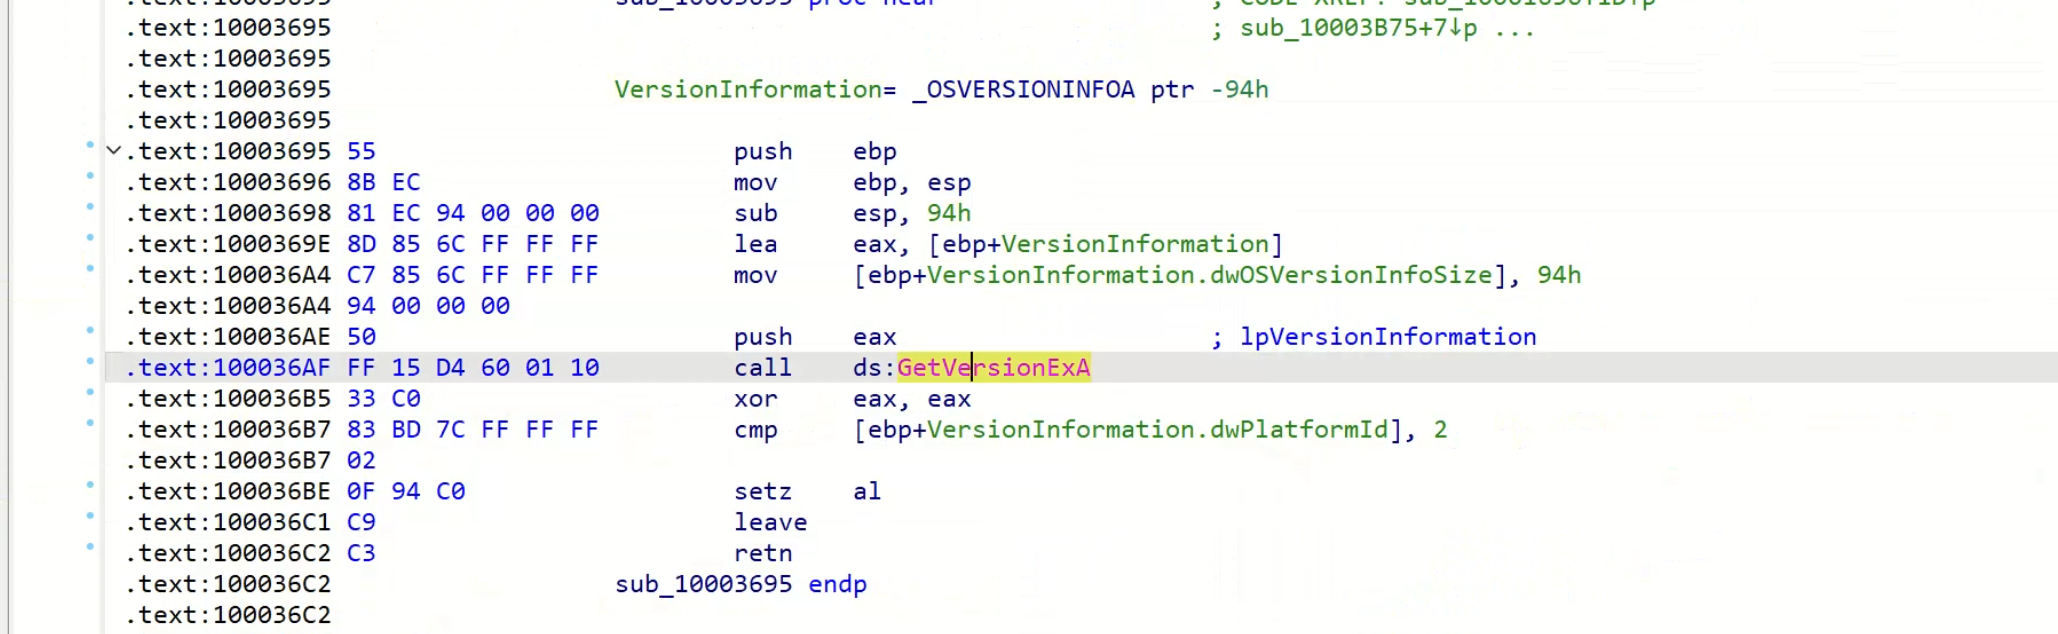 .text:10003695 sub_10003695 proc near ; CODE XREF:
.text:10003695 ; sub_10003B75+7↓p ...
.text:10003695
.text:10003695 VersionInformation= _OSVERSIONINFOA ptr -94h
.text:10003695
.text:10003695 55 push ebp
.text:10003696 8B EC mov ebp, esp
.text:10003698 81 EC 94 00 00 00 sub esp, 94h
.text:1000369E 8D 85 6C FF FF FF lea eax, [ebp+VersionInformation]
.text:100036A4 C7 85 6C FF FF FF mov [ebp+VersionInformation.dwOSVersionInfoSize], 94h
.text:100036A4 94 00 00 00
.text:100036AE 50 push eax ; lpVersionInformation
.text:100036AF FF 15 D4 60 01 10 call ds:GetVersionExA
.text:100036B5 33 C0 xor eax, eax
.text:100036B7 83 BD 7C FF FF FF cmp [ebp+VersionInformation.dwPlatformId], 2
.text:100036B7 02
.text:100036BE 0F 94 C0 setz al
.text:100036C1 C9 leave
.text:100036C2 C3 retn
.text:100036C2 sub_10003695 endp
.text:100036C2